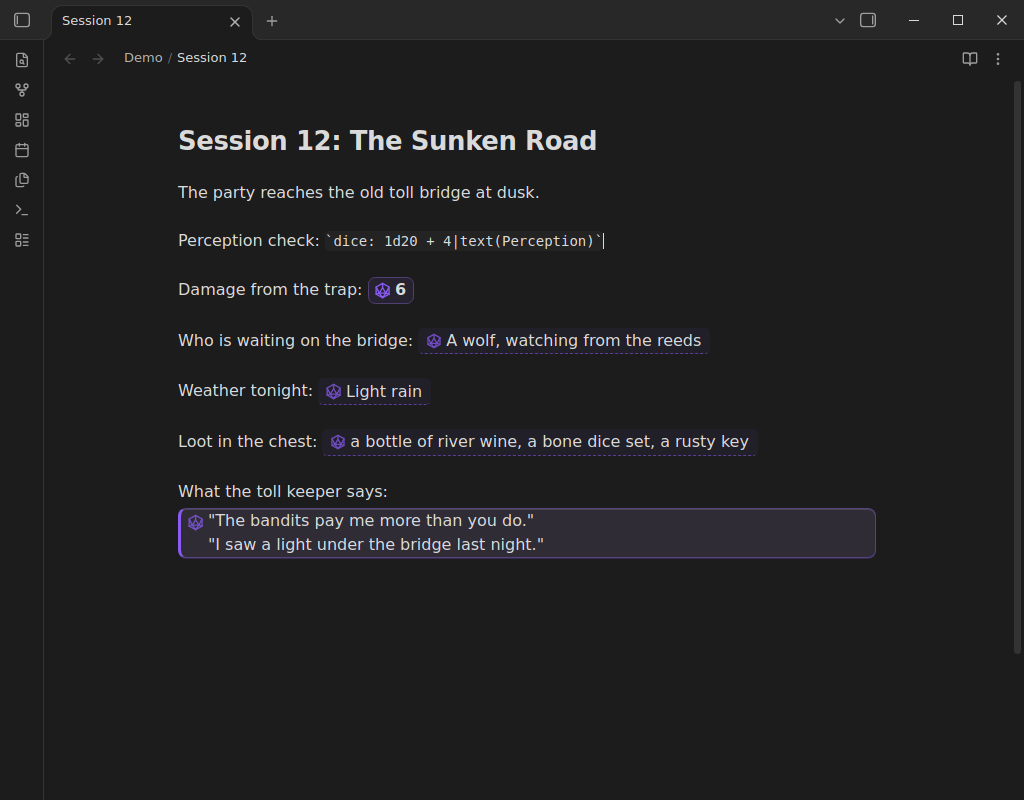 Session 12
Demo / Session 12
Session 12: The Sunken Road
The party reaches the old toll bridge at dusk.
Perception check: `dice: 1d20 + 4|text(Perception)`
Damage from the trap: 6
Who is waiting on the bridge: A wolf, watching from the reeds
Weather tonight: Light rain
Loot in the chest: a bottle of river wine, a bone dice set, a rusty key
What the toll keeper says:
"The bandits pay me more than you do."
"I saw a light under the bridge last night."